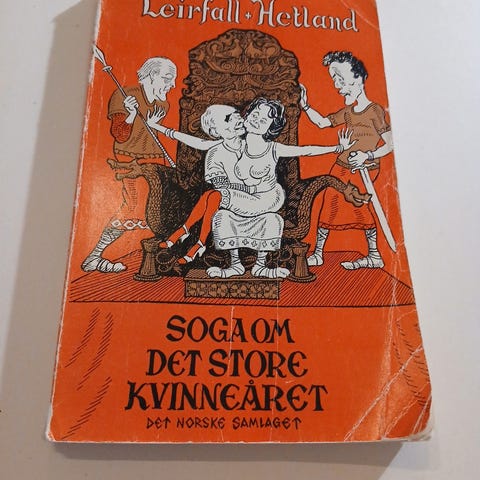 Leirfall + Hetland
SOGA OM
DET STORE
KVINNEÅRET
DET NORSKE SAMLAGET